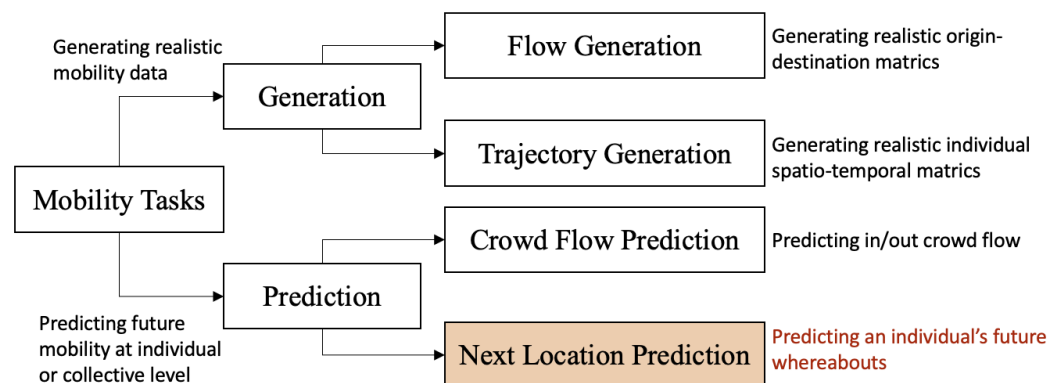 Generating realistic
mobility data
Generation
Flow Generation
Generating realistic origin-
destination matrics
Trajectory Generation
Generating realistic individual
spatio-temporal matrics
Mobility Tasks
Predicting future
mobility at individual
or collective level
Prediction
Crowd Flow Prediction
Predicting in/out crowd flow
Next Location Prediction
Predicting an individual’s future
whereabouts